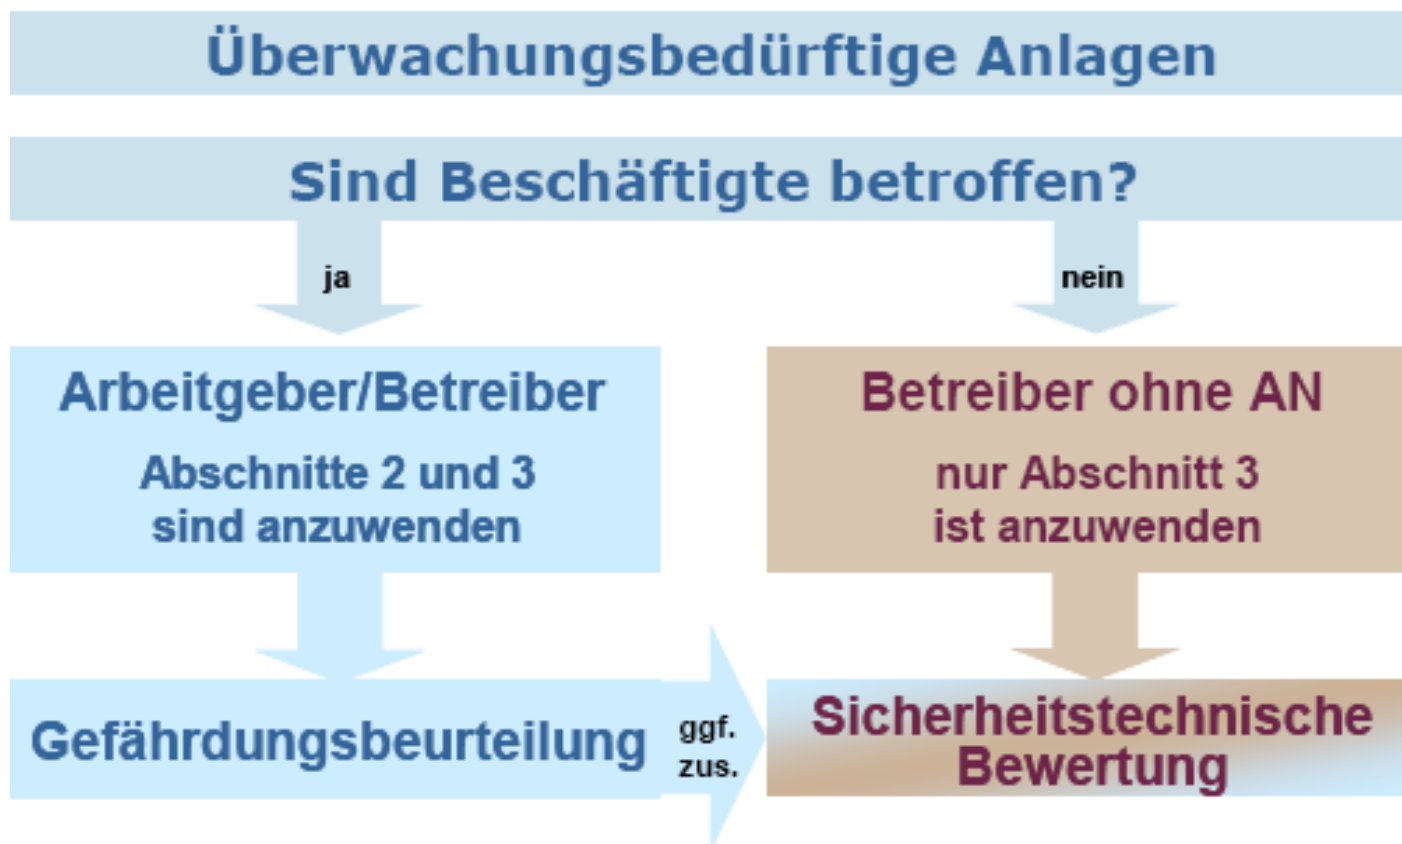 Überwachungsbedürftige Anlagen
Sind Beschäftigte betroffen?
ja
nein
Arbeitgeber/Betreiber
Abschnitte 2 und 3
sind anzuwenden
Betreiber ohne AN
nur Abschnitt 3
ist anzuwenden
Gefährdungsbeurteilung
ggf.
zus.
Sicherheitstechnische
Bewertung